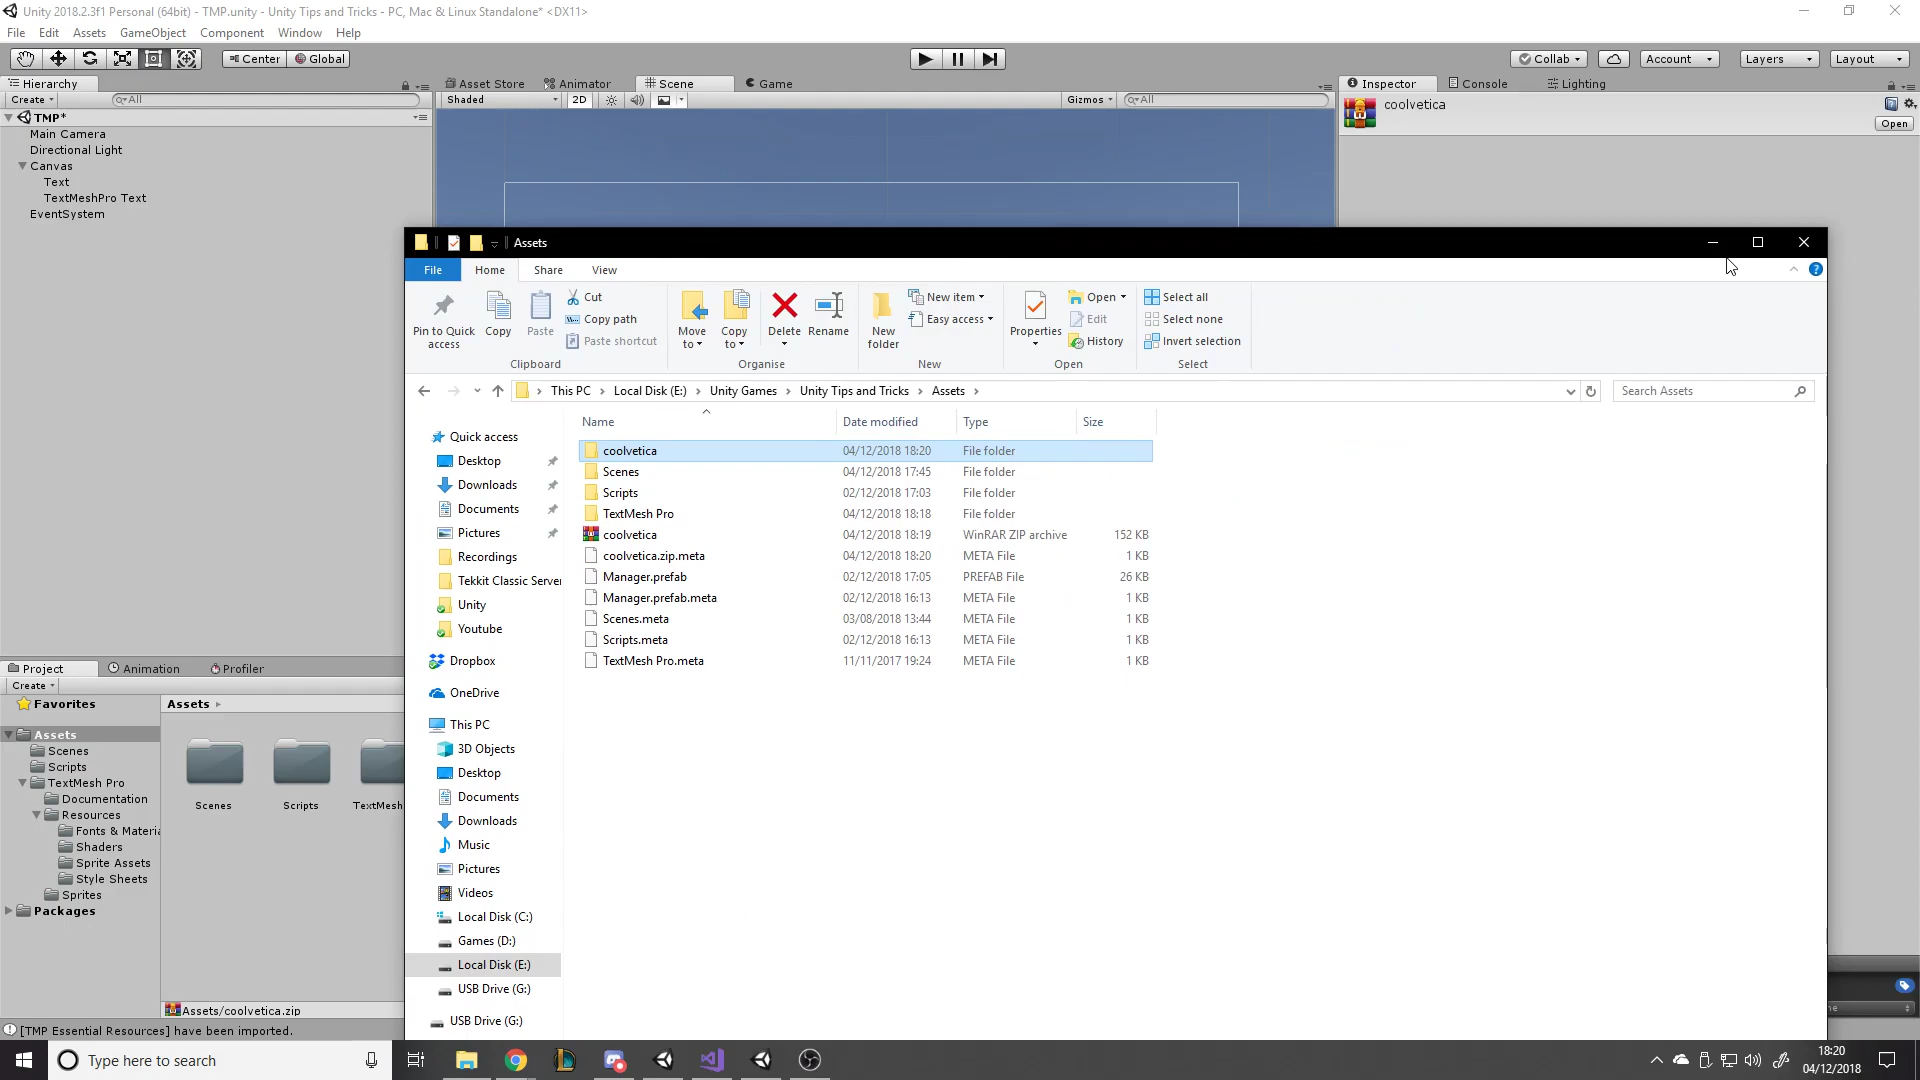 Unity 2018.2.3f1 Personal (64bit) - TMP.unity - Unity Tips and Tricks - PC, Mac & Linux Standalone* <DX11>
File Edit Assets GameObject Component Window Help
Center Global Collab Account Layers Layout
Hierarchy Asset Store Animator Scene Game Inspector Console Lighting
Create All Shaded 2D Gizmos All
coolvetica
Open
TMP*
Main Camera
Directional Light
Canvas
Text
TextMeshPro Text
EventSystem
Assets
File Home Share View
Pin to Quick access
Copy
Paste
Cut
Copy path
Paste shortcut
Clipboard
Move to
Copy to
Delete
Rename
Organise
New folder
New item
Easy access
New
Properties
Open
Edit
History
Open
Select all
Select none
Invert selection
Select
This PC Local Disk (E:) Unity Games Unity Tips and Tricks Assets
Search Assets
Name Date modified Type Size
coolvetica 04/12/2018 18:20 File folder
Scenes 04/12/2018 17:45 File folder
Scripts 02/12/2018 17:03 File folder
TextMesh Pro 04/12/2018 18:18 File folder
coolvetica 04/12/2018 18:19 WinRAR ZIP archive 152 KB
coolvetica.zip.meta 04/12/2018 18:20 META File 1 KB
Manager.prefab 02/12/2018 17:05 PREFAB File 26 KB
Manager.prefab.meta 02/12/2018 16:13 META File 1 KB
Scenes.meta 03/08/2018 13:44 META File 1 KB
Scripts.meta 02/12/2018 16:13 META File 1 KB
TextMesh Pro.meta 11/11/2017 19:24 META File 1 KB
Quick access
Desktop
Downloads
Documents
Pictures
Recordings
Tekkit Classic Server
Unity
Youtube
Dropbox
OneDrive
This PC
3D Objects
Desktop
Documents
Downloads
Music
Pictures
Videos
Local Disk (C:)
Games (D:)
Local Disk (E:)
USB Drive (G:)
USB Drive (G:)
Project Animation Profiler
Create
Favorites
Assets
Scenes
Scripts
TextMesh Pro
Documentation
Resources
Fonts & Materia
Shaders
Sprite Assets
Style Sheets
Sprites
Packages
Assets
Scenes Scripts TextMesh
Assets/coolvetica.zip
[TMP Essential Resources] have been imported.
Type here to search
18:20
04/12/2018